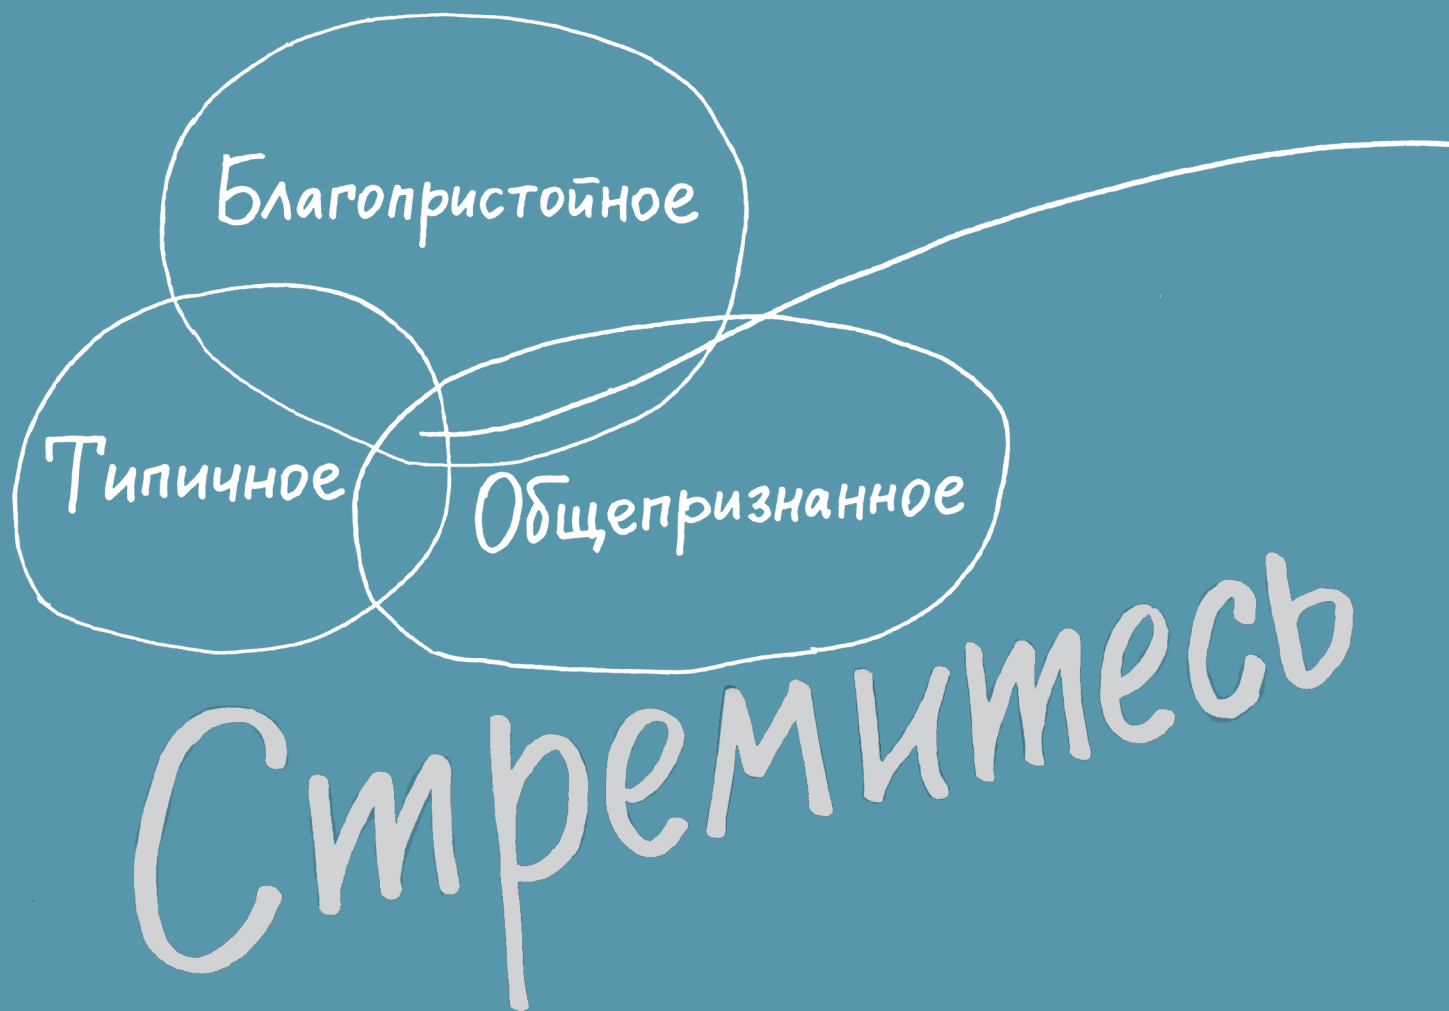 Благопристойное
Типичное
Общепризнанное
Стремитесь